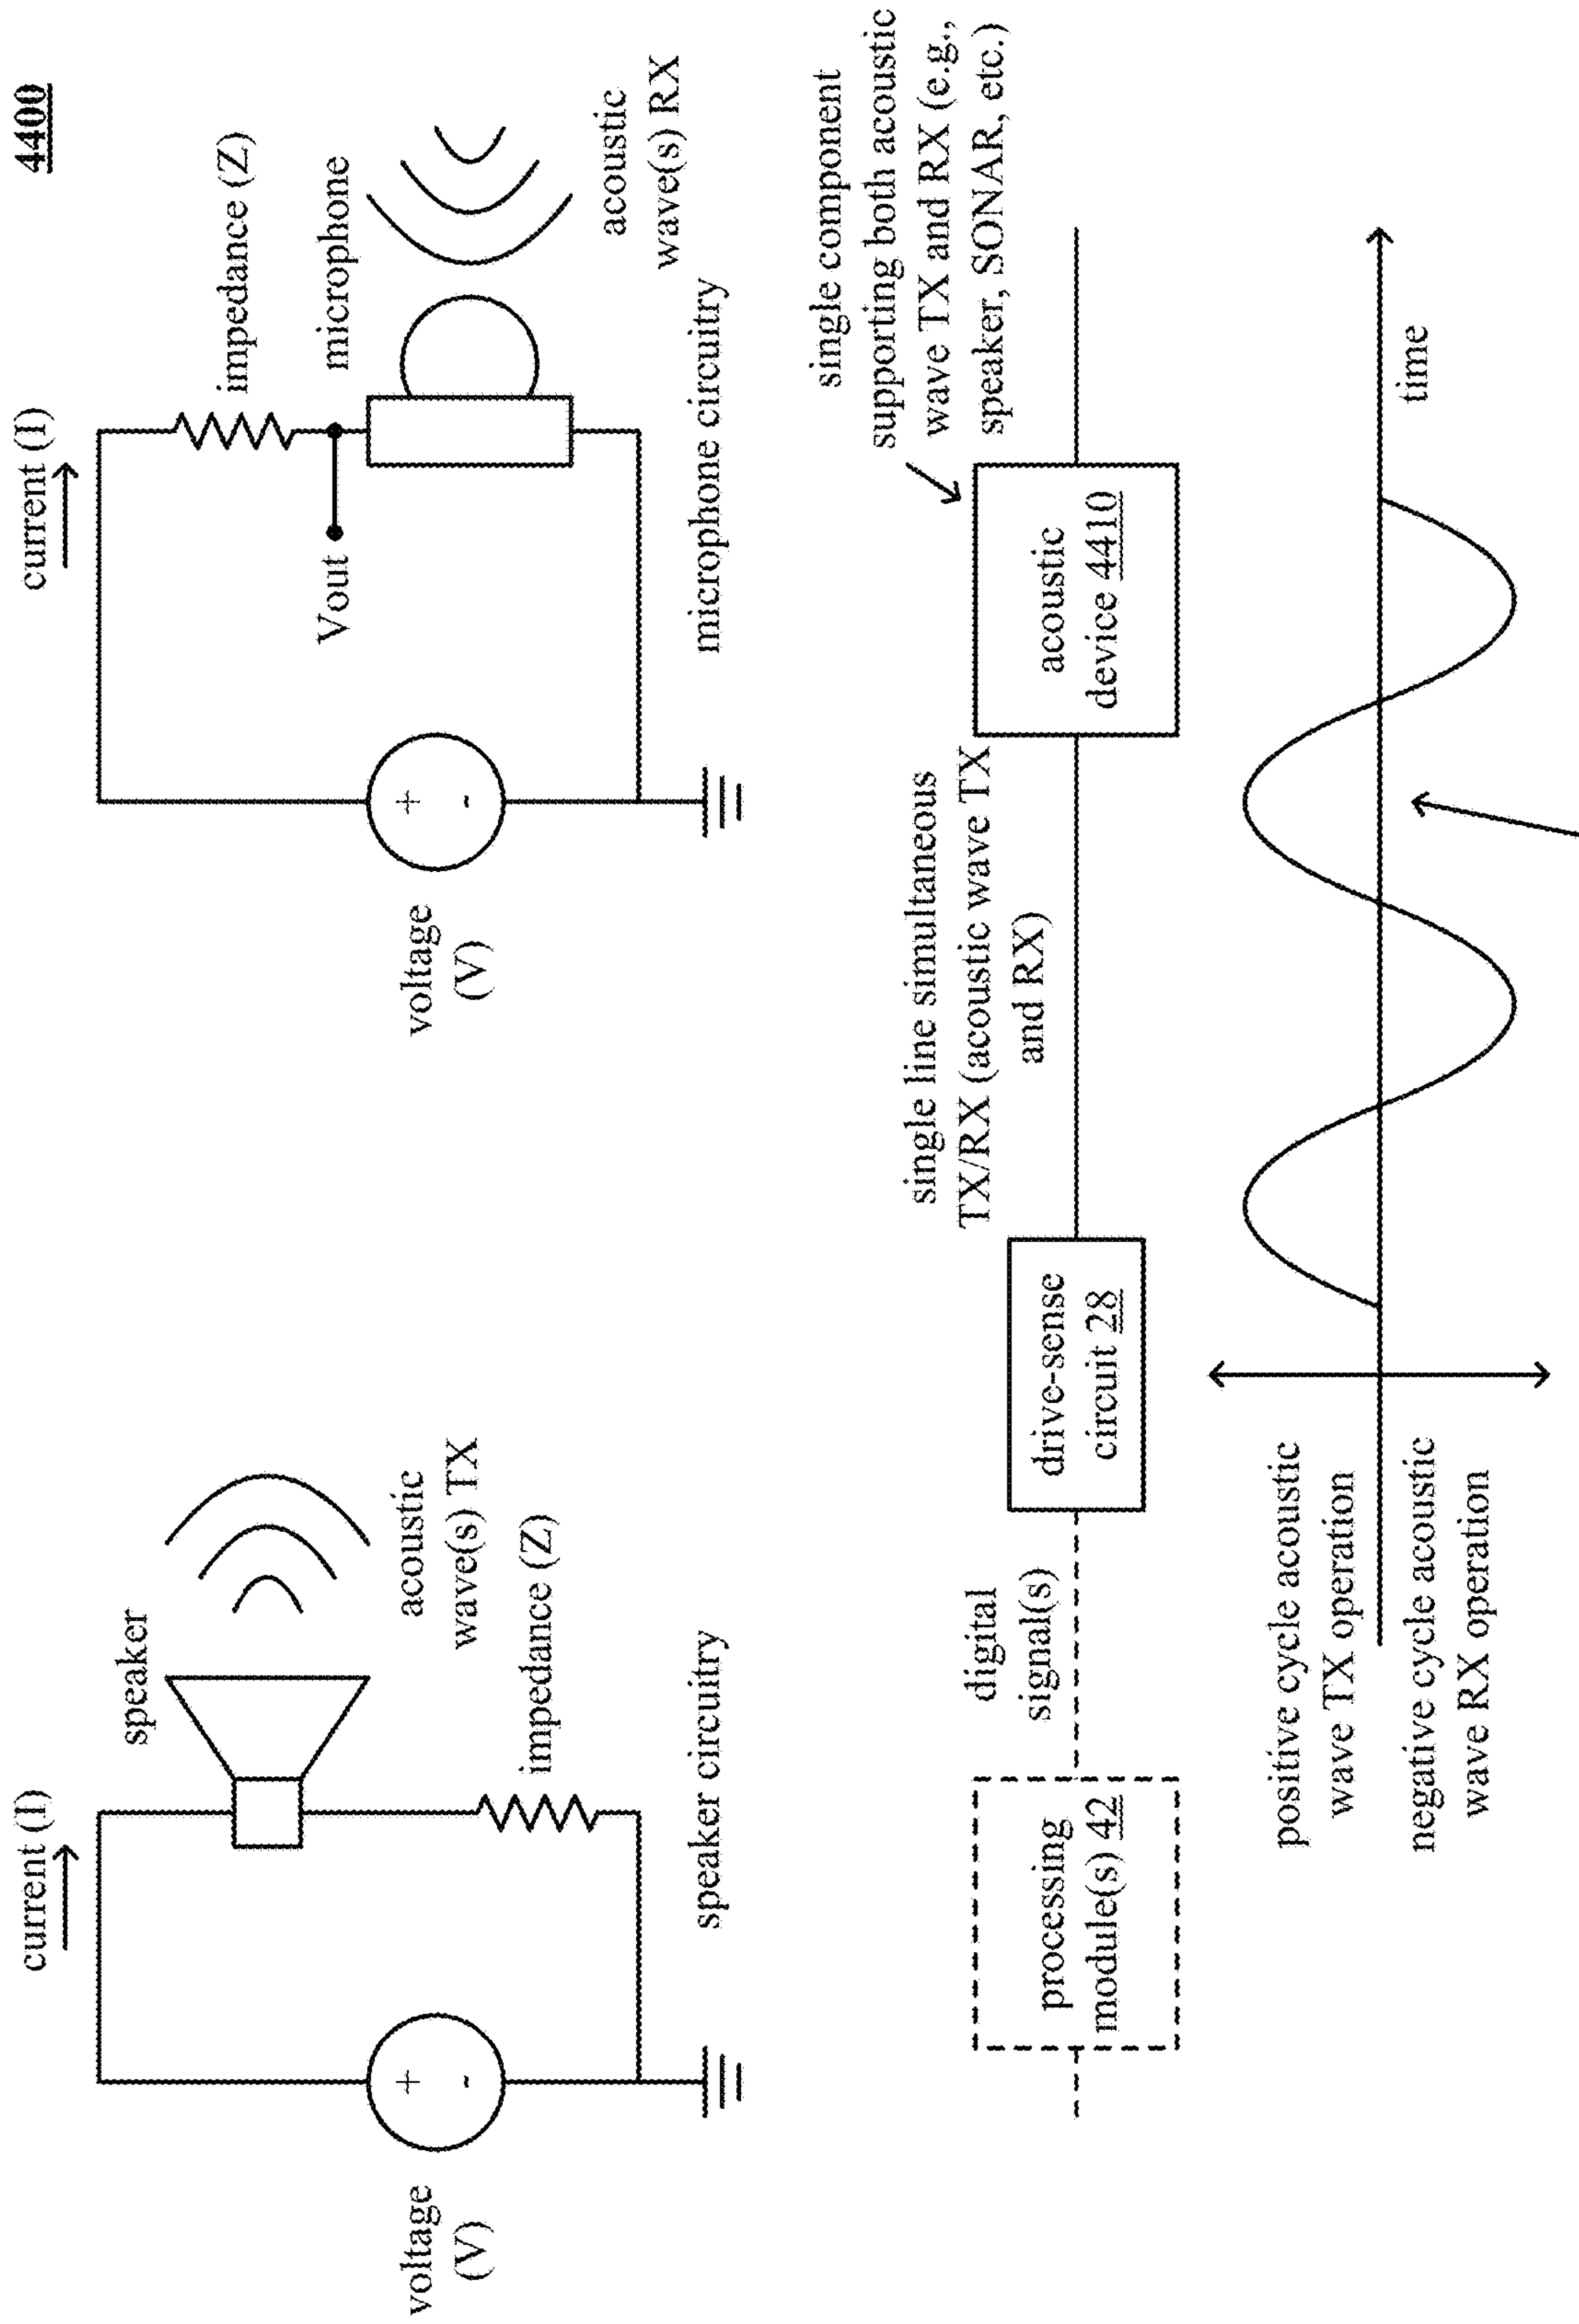 4400
current (I)
speaker
acoustic
wave(s) TX
impedance (Z)
voltage
(V)
+
-
speaker circuitry
current (I)
impedance (Z)
microphone
Vout
acoustic
wave(s) RX
voltage
(V)
+
-
microphone circuitry
processing
module(s) 42
digital
signal(s)
drive-sense
circuit 28
single line simultaneous
TX/RX (acoustic wave TX
and RX)
acoustic
device 4410
single component
supporting both acoustic
wave TX and RX (e.g.,
speaker, SONAR, etc.)
positive cycle acoustic
wave TX operation
negative cycle acoustic
wave RX operation
time